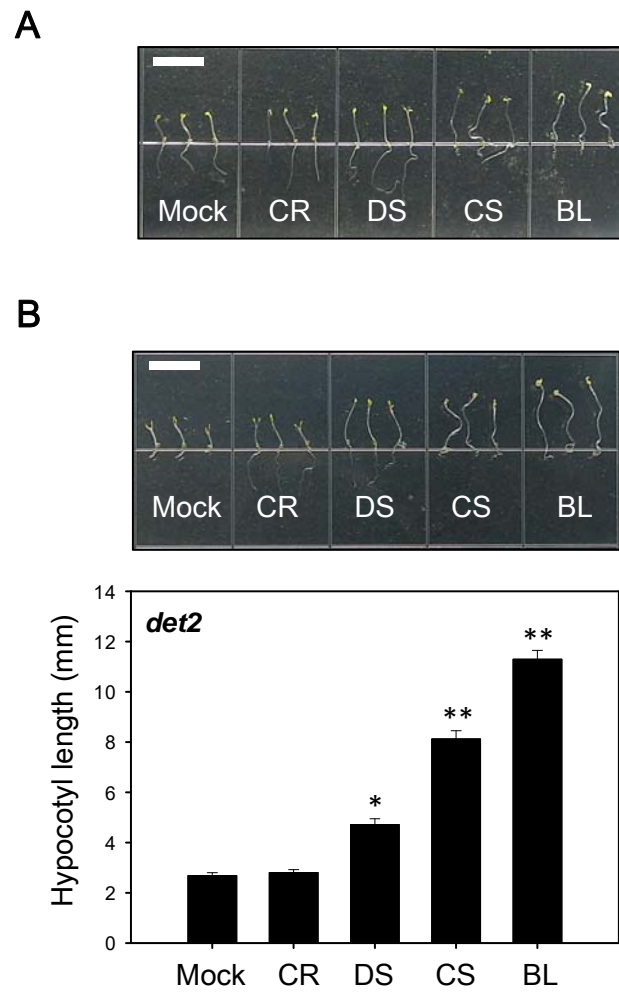 A
Mock CR DS CS BL
B
Mock CR DS CS BL
14
det2
12
**
10
**
8
*
6
4
2
0
Hypocotyl length (mm)
Mock CR DS CS BL